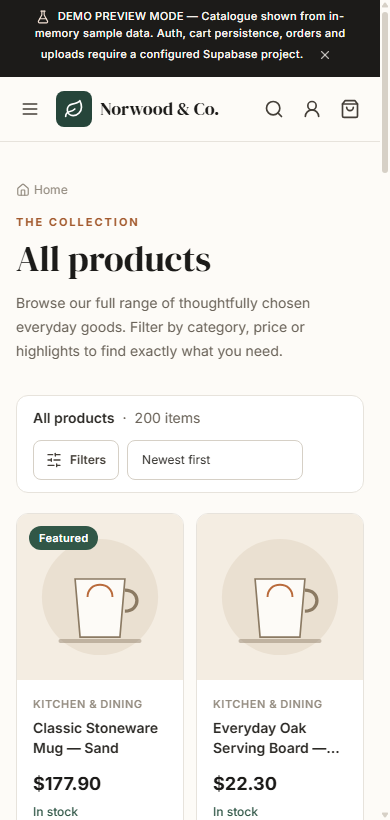 DEMO PREVIEW MODE — Catalogue shown from in-
memory sample data. Auth, cart persistence, orders and
uploads require a configured Supabase project.
Norwood & Co.
Home
THE COLLECTION
All products
Browse our full range of thoughtfully chosen
everyday goods. Filter by category, price or
highlights to find exactly what you need.
All products · 200 items
Filters
Newest first
Featured
KITCHEN & DINING
Classic Stoneware
Mug — Sand
$177.90
In stock
KITCHEN & DINING
Everyday Oak
Serving Board —...
$22.30
In stock